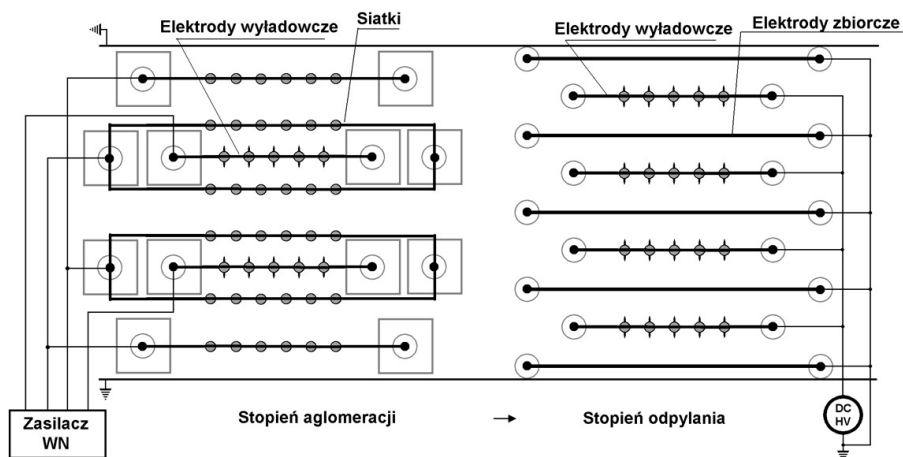 Elektrody wyładowcze
Siatki
Elektrody wyładowcze
Elektrody zbiorcze
Zasilacz
WN
Stopień aglomeracji
Stopień odpylania
DC
HV